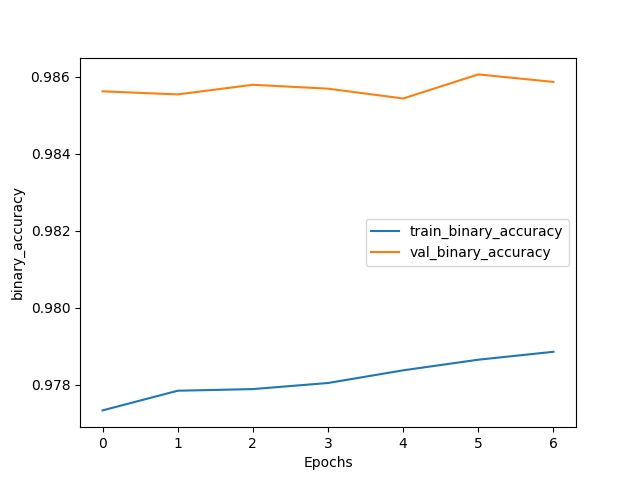 0.986
0.984
0.982
0.980
0.978
binary_accuracy
train_binary_accuracy
val_binary_accuracy
0 1 2 3 4 5 6
Epochs